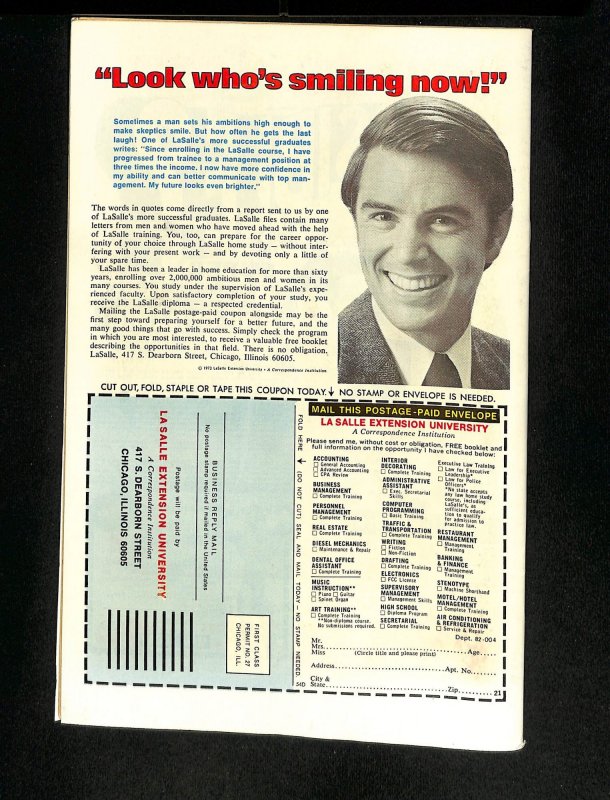 “Look who’s smiling now!”
Sometimes a man sets his ambitions high enough to
make skeptics smile. But how often he gets the last
laugh! One of LaSalle's more successful graduates
writes: "Since enrolling in the LaSalle course, I have
progressed from trainee to a management position at
three times the income. I now have more confidence in
my ability and can better communicate with top man-
agement. My future looks even brighter."
The words in quotes come directly from a report sent to us by one
of LaSalle's more successful graduates. LaSalle files contain many
letters from men and women who have moved ahead with the help
of LaSalle training. You, too, can prepare for the career oppor-
tunity of your choice through LaSalle home study – without inter-
fering with your present work – and by devoting only a little of
your spare time.
LaSalle has been a leader in home education for more than sixty
years, enrolling over 2,000,000 ambitious men and women in its
many courses. You study under the supervision of LaSalle's expe-
rienced faculty. Upon satisfactory completion of your study, you
receive the LaSalle diploma – a respected credential.
Mailing the LaSalle postage-paid coupon alongside may be the
first step toward preparing yourself for a better future, and the
many good things that go with success. Simply check the program
in which you are most interested, to receive a valuable free booklet
describing the opportunities in that field. There is no obligation.
LaSalle, 417 S. Dearborn Street, Chicago, Illinois 60605.
© 1972 LaSalle Extension University • A Correspondence Institution
CUT OUT, FOLD, STAPLE OR TAPE THIS COUPON TODAY. NO STAMP OR ENVELOPE IS NEEDED.
BUSINESS REPLY MAIL
No postage stamp required if mailed in the United States
Postage will be paid by
LA SALLE EXTENSION UNIVERSITY
A Correspondence Institution
417 S. DEARBORN STREET
CHICAGO, ILLINOIS 60605
FIRST CLASS
PERMIT NO. 27
CHICAGO, ILL.
FOLD HERE (DO NOT CUT) SEAL AND MAIL TODAY – NO STAMP NEEDED.
54D
MAIL THIS POSTAGE-PAID ENVELOPE
LA SALLE EXTENSION UNIVERSITY
A Correspondence Institution
Please send me, without cost or obligation, FREE booklet and
full information on the opportunity I have checked below:
ACCOUNTING
General Accounting
Advanced Accounting
CPA Review
BUSINESS
MANAGEMENT
Complete Training
PERSONNEL
MANAGEMENT
Complete Training
REAL ESTATE
Complete Training
DIESEL MECHANICS
Maintenance & Repair
DENTAL OFFICE
ASSISTANT
Complete Training
MUSIC
INSTRUCTION**
Piano Guitar
Spinet Organ
ART TRAINING**
Complete Training
**Non-diploma course.
No submissions required.
INTERIOR
DECORATING
Complete Training
ADMINISTRATIVE
ASSISTANT
Exec. Secretarial
Skills
COMPUTER
PROGRAMMING
Basic Training
TRAFFIC &
TRANSPORTATION
Complete Training
WRITING
Fiction
Non-Fiction
DRAFTING
Complete Training
ELECTRONICS
FCC License
SUPERVISORY
MANAGEMENT
Management Skills
HIGH SCHOOL
Diploma Program
SECRETARIAL
Complete Training
Executive Law Training
Law for Executive
Leadership*
Law for Police
Officers*
*No state accepts
any law home study
course, including
LaSalle's, as
sufficient educa-
tion to qualify
for admission to
practice law.
RESTAURANT
MANAGEMENT
Management
Training
BANKING
& FINANCE
Management
Training
STENOTYPE
Machine Shorthand
MOTEL/HOTEL
MANAGEMENT
Complete Training
AIR CONDITIONING
& REFRIGERATION
Service & Repair
Dept. 82-004
Mr.
Mrs.
Miss
(Circle title and please print)
Age
Address
Apt. No.
City &
State
Zip
21